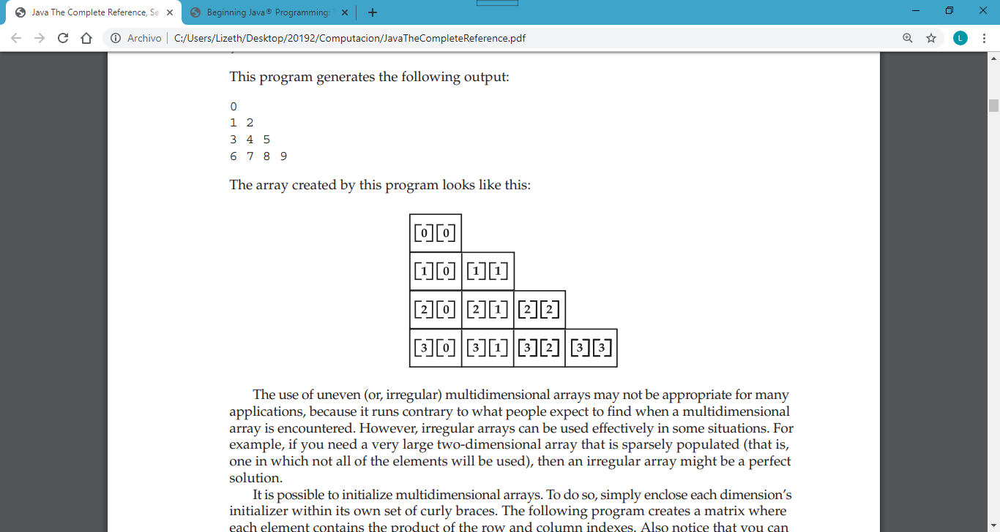 Java The Complete Reference, Se
Beginning Java® Programming:
Archivo
C:/Users/Lizeth/Desktop/20192/Computacion/JavaTheCompleteReference.pdf
L
This program generates the following output:
0
1 2
3 4 5
6 7 8 9
The array created by this program looks like this:
[0][0]
[1][0] [1][1]
[2][0] [2][1] [2][2]
[3][0] [3][1] [3][2] [3][3]
The use of uneven (or, irregular) multidimensional arrays may not be appropriate for many
applications, because it runs contrary to what people expect to find when a multidimensional
array is encountered. However, irregular arrays can be used effectively in some situations. For
example, if you need a very large two-dimensional array that is sparsely populated (that is,
one in which not all of the elements will be used), then an irregular array might be a perfect
solution.
It is possible to initialize multidimensional arrays. To do so, simply enclose each dimension's
initializer within its own set of curly braces. The following program creates a matrix where
each element contains the product of the row and column indexes. Also notice that you can